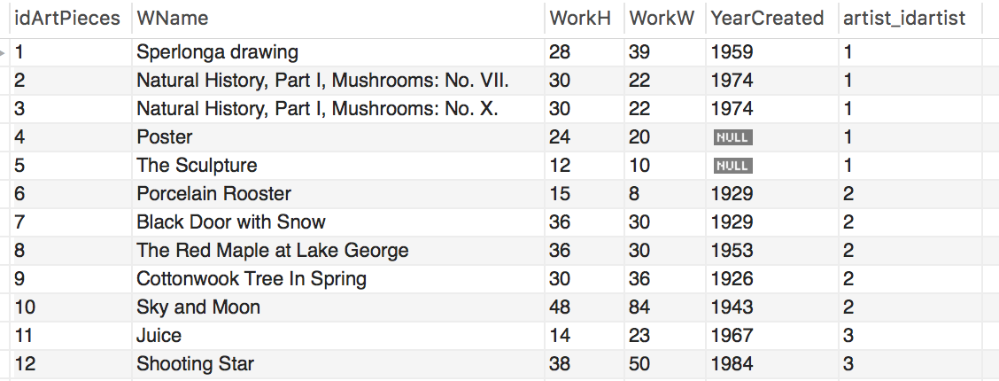 idArtPieces WName WorkH WorkW YearCreated artist_idartist
1 Sperlonga drawing 28 39 1959 1
2 Natural History, Part I, Mushrooms: No. VII. 30 22 1974 1
3 Natural History, Part I, Mushrooms: No. X. 30 22 1974 1
4 Poster 24 20 NULL 1
5 The Sculpture 12 10 NULL 1
6 Porcelain Rooster 15 8 1929 2
7 Black Door with Snow 36 30 1929 2
8 The Red Maple at Lake George 36 30 1953 2
9 Cottonwook Tree In Spring 30 36 1926 2
10 Sky and Moon 48 84 1943 2
11 Juice 14 23 1967 3
12 Shooting Star 38 50 1984 3